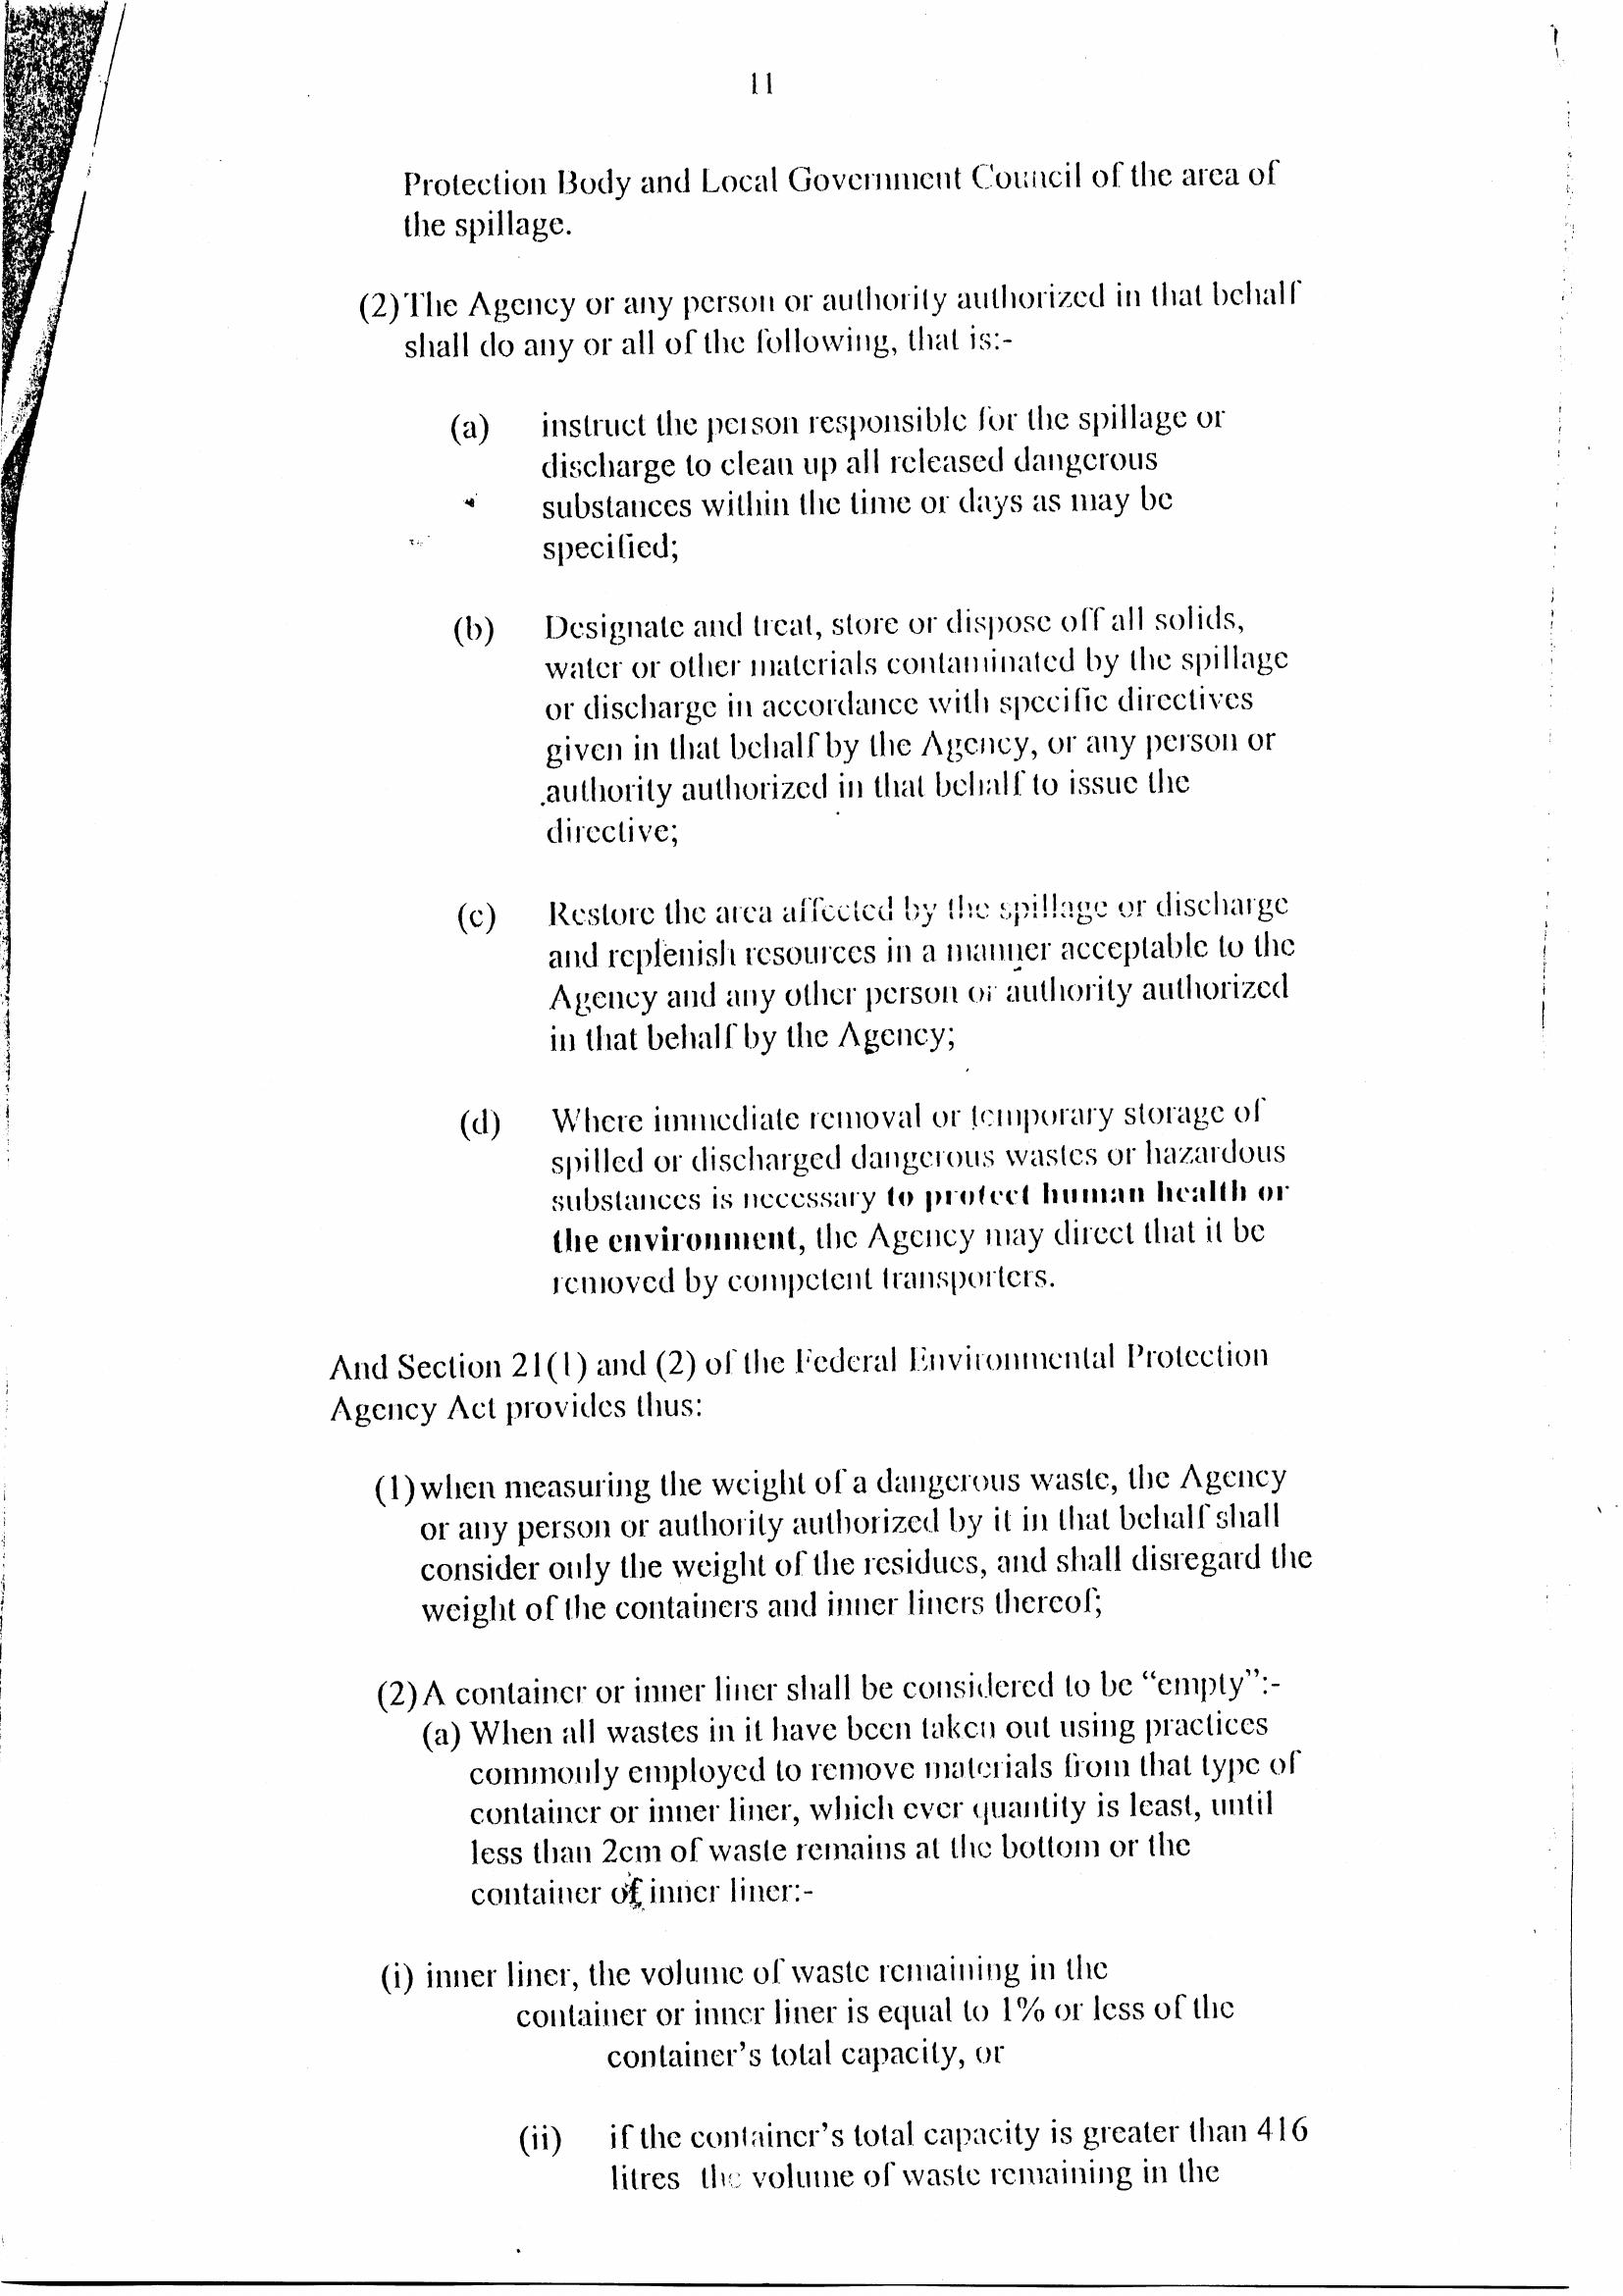 11
Protection Body and Local Government Council of the area of
the spillage.
(2) The Agency or any person or authority authorized in that behalf
shall do any or all of the following, that is:-
(a) instruct the person responsible for the spillage or
discharge to clean up all released dangerous
substances within the time or days as may be
specified;
(b) Designate and treat, store or dispose off all solids,
water or other materials contaminated by the spillage
or discharge in accordance with specific directives
given in that behalf by the Agency, or any person or
authority authorized in that behalf to issue the
directive;
(c) Restore the area affected by the spillage or discharge
and replenish resources in a manner acceptable to the
Agency and any other person or authority authorized
in that behalf by the Agency;
(d) Where immediate removal or temporary storage of
spilled or discharged dangerous wastes or hazardous
substances is necessary to protect human health or
the environment, the Agency may direct that it be
removed by competent transporters.
And Section 21(1) and (2) of the Federal Environmental Protection
Agency Act provides thus:
(1) when measuring the weight of a dangerous waste, the Agency
or any person or authority authorized by it in that behalf shall
consider only the weight of the residues, and shall disregard the
weight of the containers and inner liners thereof;
(2) A container or inner liner shall be considered to be “empty”:-
(a) When all wastes in it have been taken out using practices
commonly employed to remove materials from that type of
container or inner liner, which ever quantity is least, until
less than 2cm of waste remains at the bottom or the
container of inner liner:-
(i) inner liner, the volume of waste remaining in the
container or inner liner is equal to 1% or less of the
container’s total capacity, or
(ii) if the container’s total capacity is greater than 416
litres the volume of waste remaining in the